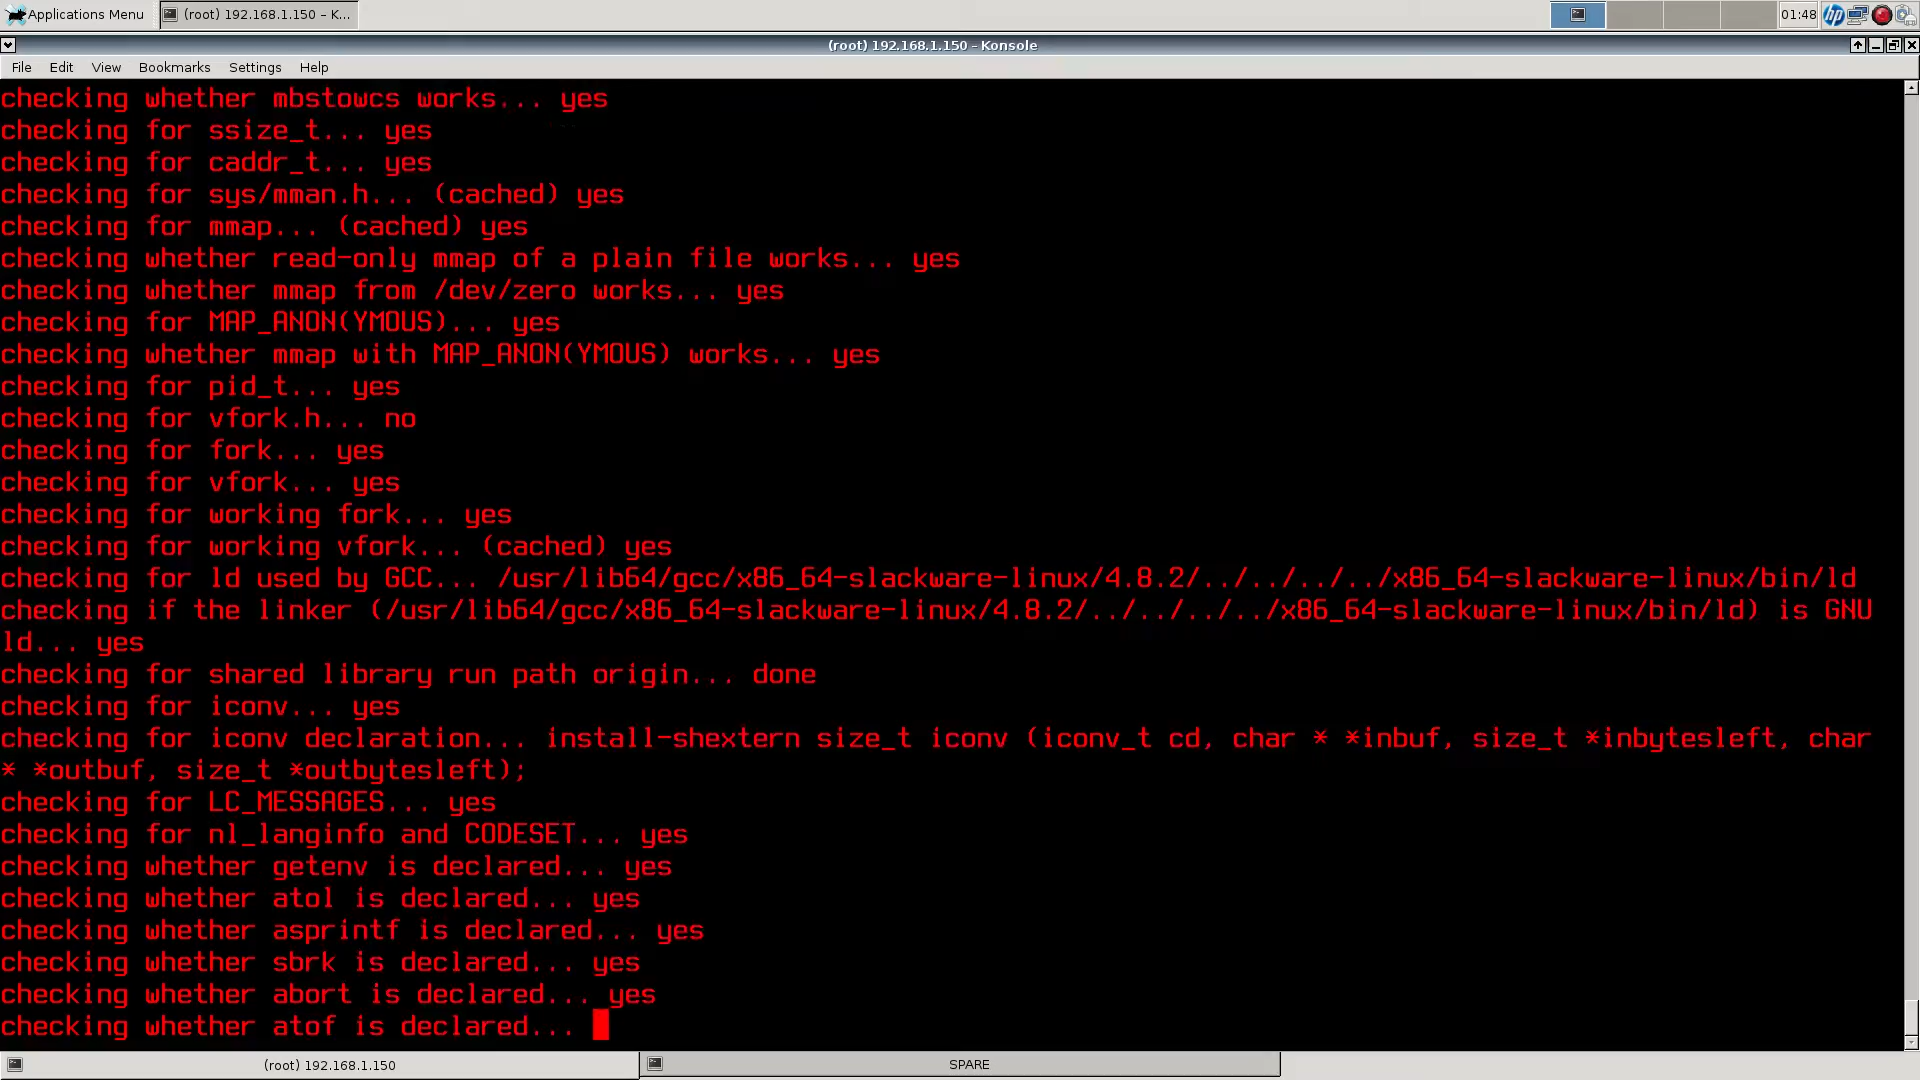 Applications Menu
(root) 192.168.1.150 - K...
01:48
(root) 192.168.1.150 - Konsole
File Edit View Bookmarks Settings Help
checking whether mbstowcs works... yes
checking for ssize_t... yes
checking for caddr_t... yes
checking for sys/mman.h... (cached) yes
checking for mmap... (cached) yes
checking whether read-only mmap of a plain file works... yes
checking whether mmap from /dev/zero works... yes
checking for MAP_ANON(YMOUS)... yes
checking whether mmap with MAP_ANON(YMOUS) works... yes
checking for pid_t... yes
checking for vfork.h... no
checking for fork... yes
checking for vfork... yes
checking for working fork... yes
checking for working vfork... (cached) yes
checking for ld used by GCC... /usr/lib64/gcc/x86_64-slackware-linux/4.8.2/../../../../x86_64-slackware-linux/bin/ld
checking if the linker (/usr/lib64/gcc/x86_64-slackware-linux/4.8.2/../../../../x86_64-slackware-linux/bin/ld) is GNU
ld... yes
checking for shared library run path origin... done
checking for iconv... yes
checking for iconv declaration... install-shextern size_t iconv (iconv_t cd, char * *inbuf, size_t *inbytesleft, char
* *outbuf, size_t *outbytesleft);
checking for LC_MESSAGES... yes
checking for nl_langinfo and CODESET... yes
checking whether getenv is declared... yes
checking whether atol is declared... yes
checking whether asprintf is declared... yes
checking whether sbrk is declared... yes
checking whether abort is declared... yes
checking whether atof is declared...
(root) 192.168.1.150
SPARE